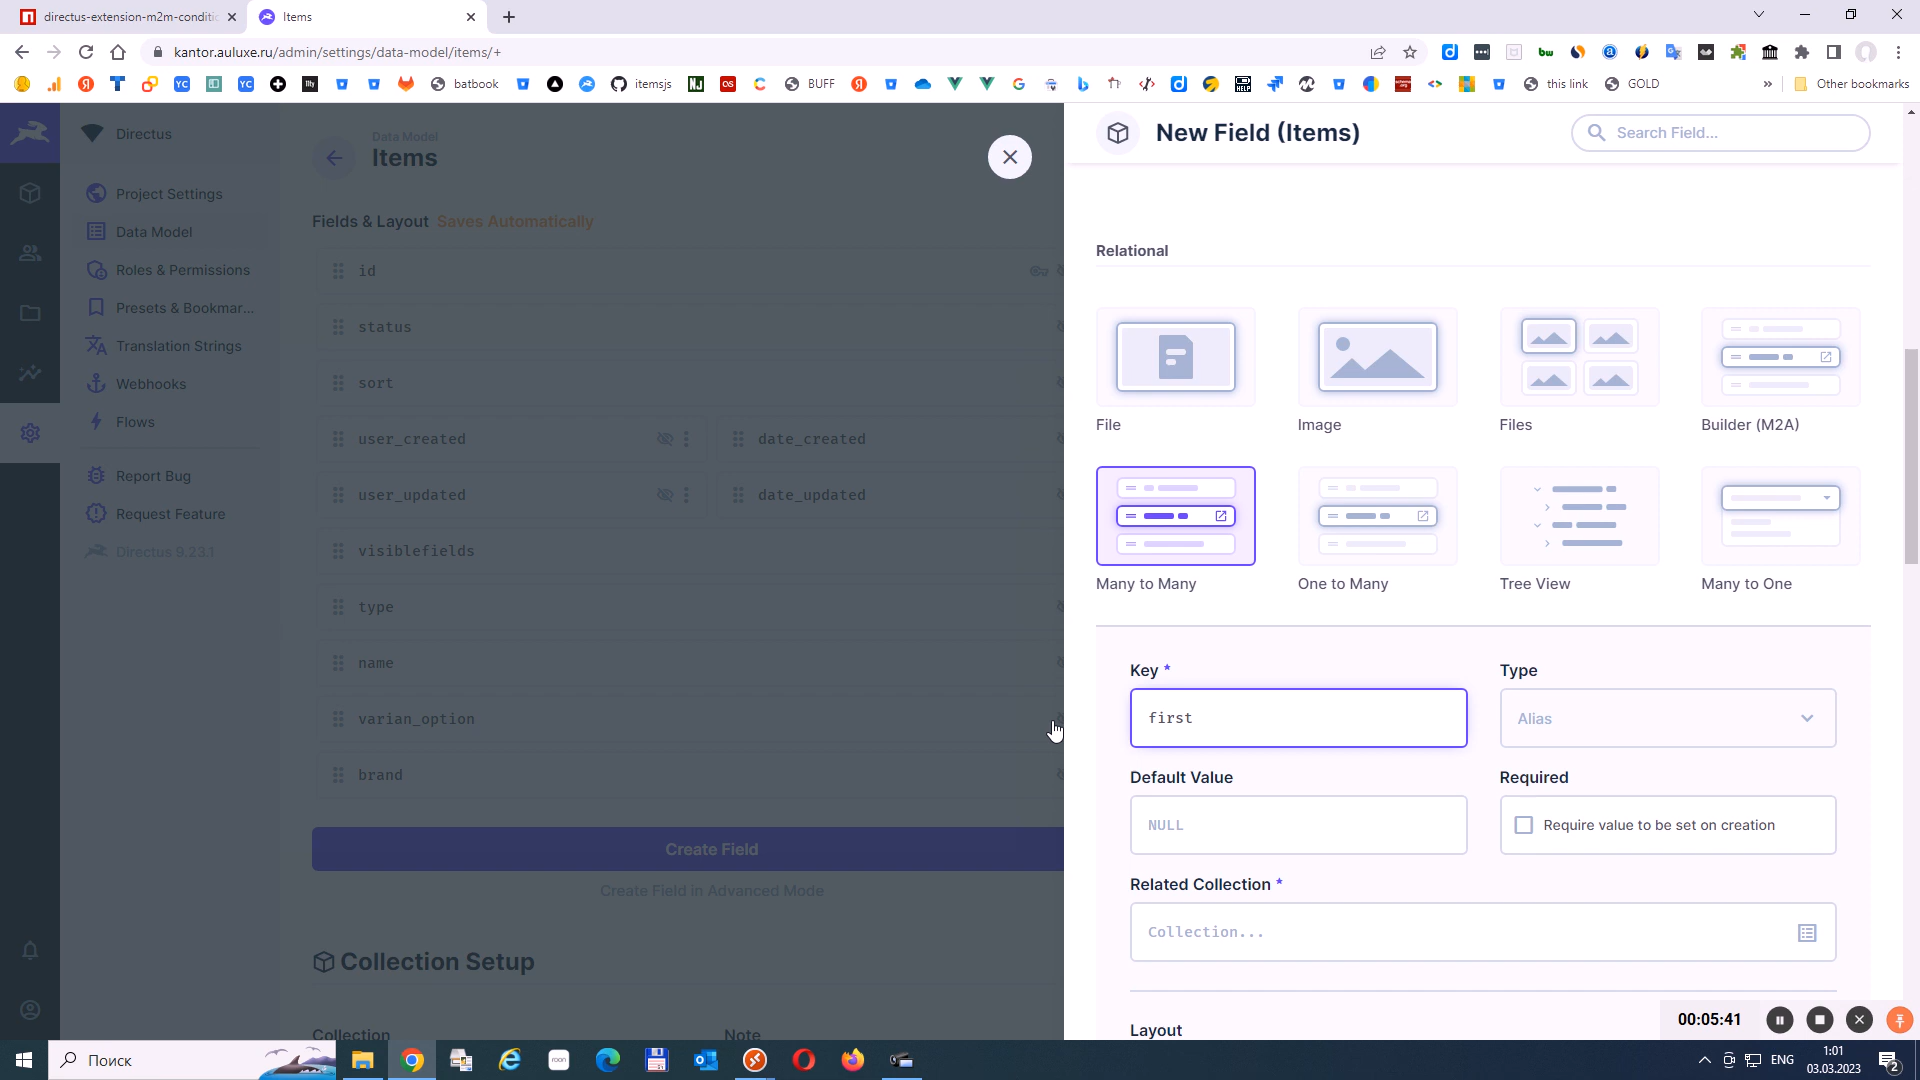 directus-extension-m2m-conditic
Items
kantor.auluxe.ru/admin/settings/data-model/items/+
batbook
itemsjs
BUFF
this link
GOLD
»
Other bookmarks
Directus
Project Settings
Data Model
Roles & Permissions
Presets & Bookmar...
Translation Strings
Webhooks
Flows
Report Bug
Request Feature
Directus 9.23.1
Data Model
Items
Fields & Layout Saves Automatically
id
status
sort
user_created
date_created
user_updated
date_updated
visiblefields
type
name
varian_option
brand
Create Field
Create Field in Advanced Mode
Collection Setup
Collection
Note
New Field (Items)
Search Field...
Relational
File
Image
Files
Builder (M2A)
Many to Many
One to Many
Tree View
Many to One
Key *
first
Type
Alias
Default Value
NULL
Required
Require value to be set on creation
Related Collection *
Collection...
Layout
00:05:41
Поиск
ENG
1:01
03.03.2023
2